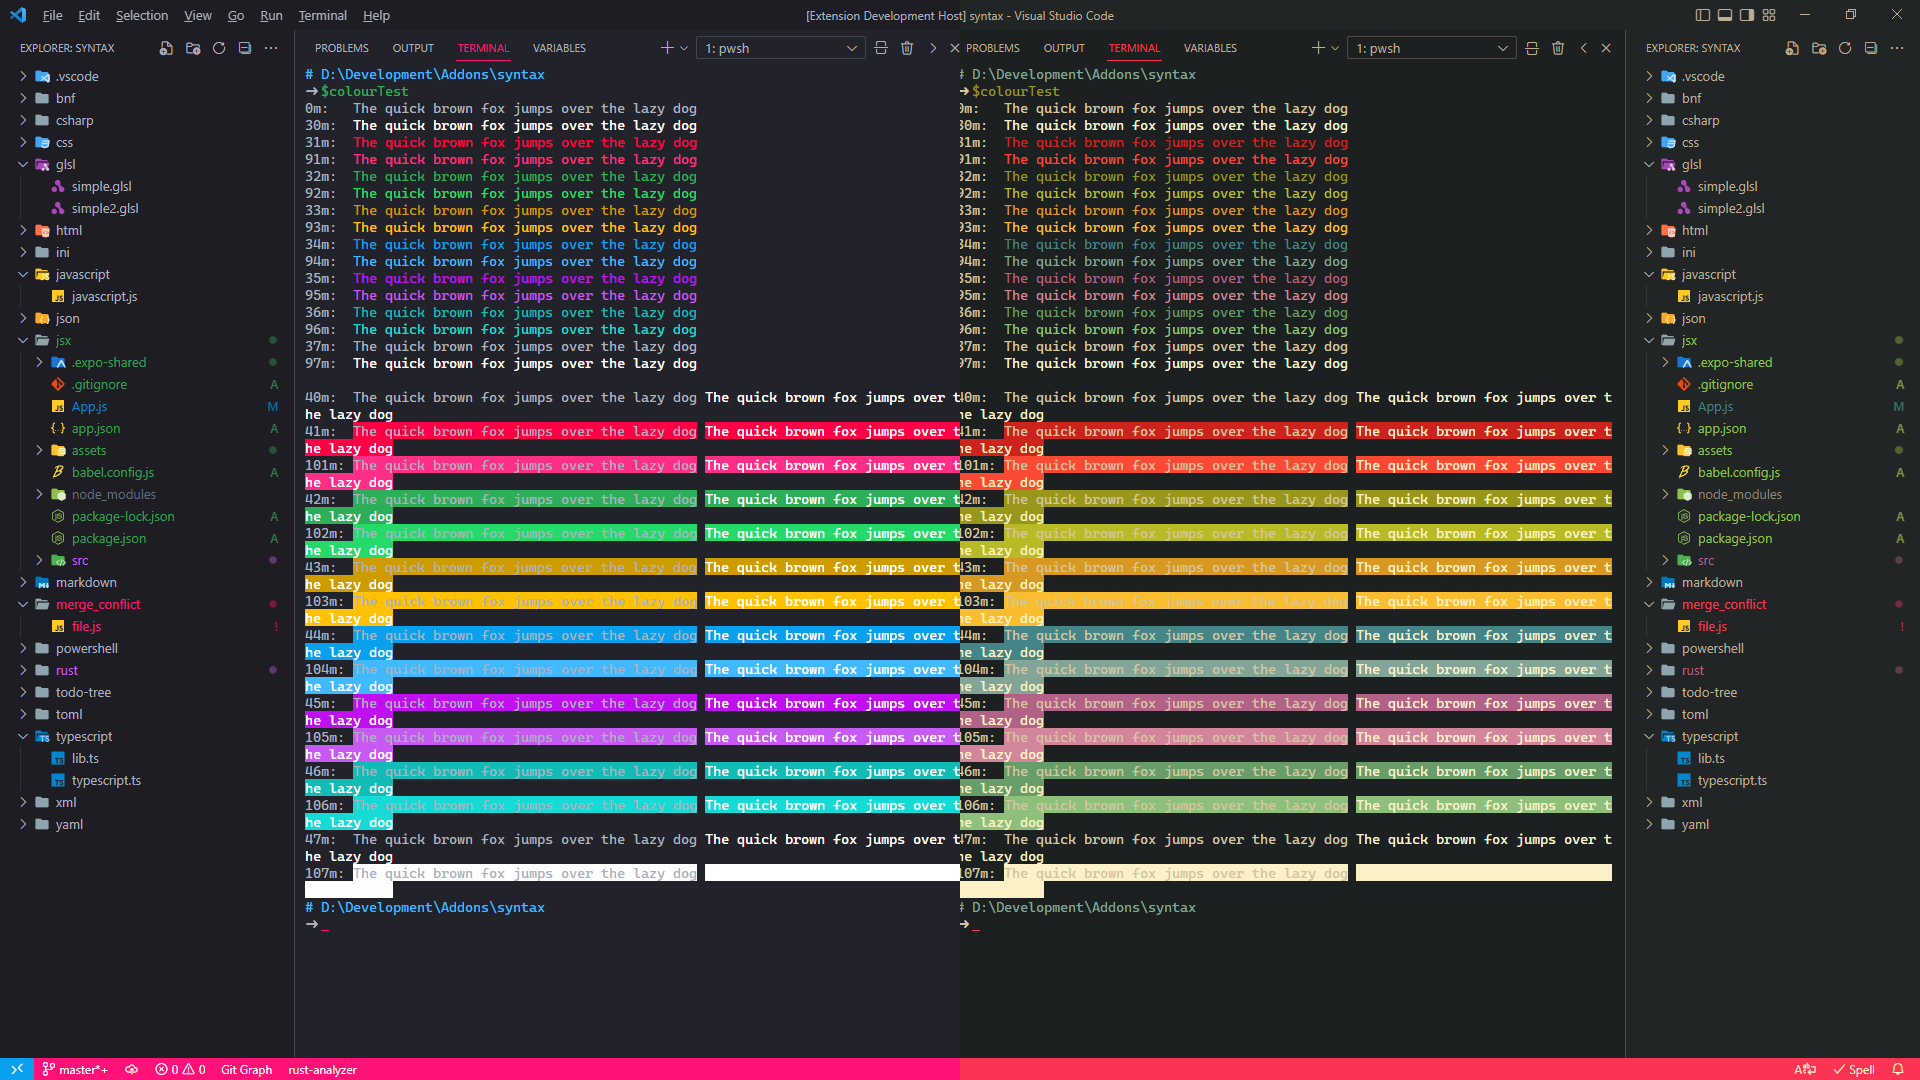 File Edit Selection View Go Run Terminal Help
[Extension Development Host] syntax - Visual Studio Code
EXPLORER: SYNTAX
.vscode
bnf
csharp
css
glsl
simple.glsl
simple2.glsl
html
ini
javascript
javascript.js
json
jsx
.expo-shared
.gitignore A
App.js M
app.json A
assets
babel.config.js A
node_modules
package-lock.json A
package.json A
src
markdown
merge_conflict
file.js !
powershell
rust
todo-tree
toml
typescript
lib.ts
typescript.ts
xml
yaml
PROBLEMS OUTPUT TERMINAL VARIABLES
1: pwsh
# D:\Development\Addons\syntax
➜$colourTest
0m: The quick brown fox jumps over the lazy dog
30m: The quick brown fox jumps over the lazy dog
31m: The quick brown fox jumps over the lazy dog
91m: The quick brown fox jumps over the lazy dog
32m: The quick brown fox jumps over the lazy dog
92m: The quick brown fox jumps over the lazy dog
33m: The quick brown fox jumps over the lazy dog
93m: The quick brown fox jumps over the lazy dog
34m: The quick brown fox jumps over the lazy dog
94m: The quick brown fox jumps over the lazy dog
35m: The quick brown fox jumps over the lazy dog
95m: The quick brown fox jumps over the lazy dog
36m: The quick brown fox jumps over the lazy dog
96m: The quick brown fox jumps over the lazy dog
37m: The quick brown fox jumps over the lazy dog
97m: The quick brown fox jumps over the lazy dog
40m: The quick brown fox jumps over the lazy dog The quick brown fox jumps over t
he lazy dog
41m: The quick brown fox jumps over the lazy dog The quick brown fox jumps over t
he lazy dog
101m: The quick brown fox jumps over the lazy dog The quick brown fox jumps over t
he lazy dog
42m: The quick brown fox jumps over the lazy dog The quick brown fox jumps over t
he lazy dog
102m: The quick brown fox jumps over the lazy dog The quick brown fox jumps over t
he lazy dog
43m: The quick brown fox jumps over the lazy dog The quick brown fox jumps over t
he lazy dog
103m: The quick brown fox jumps over the lazy dog The quick brown fox jumps over t
he lazy dog
44m: The quick brown fox jumps over the lazy dog The quick brown fox jumps over t
he lazy dog
104m: The quick brown fox jumps over the lazy dog The quick brown fox jumps over t
he lazy dog
45m: The quick brown fox jumps over the lazy dog The quick brown fox jumps over t
he lazy dog
105m: The quick brown fox jumps over the lazy dog The quick brown fox jumps over t
he lazy dog
46m: The quick brown fox jumps over the lazy dog The quick brown fox jumps over t
he lazy dog
106m: The quick brown fox jumps over the lazy dog The quick brown fox jumps over t
he lazy dog
47m: The quick brown fox jumps over the lazy dog The quick brown fox jumps over t
he lazy dog
107m: The quick brown fox jumps over the lazy dog
# D:\Development\Addons\syntax
➜_
PROBLEMS OUTPUT TERMINAL VARIABLES
1: pwsh
# D:\Development\Addons\syntax
➜$colourTest
0m: The quick brown fox jumps over the lazy dog
30m: The quick brown fox jumps over the lazy dog
31m: The quick brown fox jumps over the lazy dog
91m: The quick brown fox jumps over the lazy dog
32m: The quick brown fox jumps over the lazy dog
92m: The quick brown fox jumps over the lazy dog
33m: The quick brown fox jumps over the lazy dog
93m: The quick brown fox jumps over the lazy dog
34m: The quick brown fox jumps over the lazy dog
94m: The quick brown fox jumps over the lazy dog
35m: The quick brown fox jumps over the lazy dog
95m: The quick brown fox jumps over the lazy dog
36m: The quick brown fox jumps over the lazy dog
96m: The quick brown fox jumps over the lazy dog
37m: The quick brown fox jumps over the lazy dog
97m: The quick brown fox jumps over the lazy dog
40m: The quick brown fox jumps over the lazy dog The quick brown fox jumps over t
he lazy dog
41m: The quick brown fox jumps over the lazy dog The quick brown fox jumps over t
he lazy dog
101m: The quick brown fox jumps over the lazy dog The quick brown fox jumps over t
he lazy dog
42m: The quick brown fox jumps over the lazy dog The quick brown fox jumps over t
he lazy dog
102m: The quick brown fox jumps over the lazy dog The quick brown fox jumps over t
he lazy dog
43m: The quick brown fox jumps over the lazy dog The quick brown fox jumps over t
he lazy dog
103m: The quick brown fox jumps over the lazy dog The quick brown fox jumps over t
he lazy dog
44m: The quick brown fox jumps over the lazy dog The quick brown fox jumps over t
he lazy dog
104m: The quick brown fox jumps over the lazy dog The quick brown fox jumps over t
he lazy dog
45m: The quick brown fox jumps over the lazy dog The quick brown fox jumps over t
he lazy dog
105m: The quick brown fox jumps over the lazy dog The quick brown fox jumps over t
he lazy dog
46m: The quick brown fox jumps over the lazy dog The quick brown fox jumps over t
he lazy dog
106m: The quick brown fox jumps over the lazy dog The quick brown fox jumps over t
he lazy dog
47m: The quick brown fox jumps over the lazy dog The quick brown fox jumps over t
he lazy dog
107m: The quick brown fox jumps over the lazy dog
# D:\Development\Addons\syntax
➜_
EXPLORER: SYNTAX
.vscode
bnf
csharp
css
glsl
simple.glsl
simple2.glsl
html
ini
javascript
javascript.js
json
jsx
.expo-shared
.gitignore A
App.js M
app.json A
assets
babel.config.js A
node_modules
package-lock.json A
package.json A
src
markdown
merge_conflict
file.js !
powershell
rust
todo-tree
toml
typescript
lib.ts
typescript.ts
xml
yaml
master*+ 0 0 Git Graph rust-analyzer
Spell